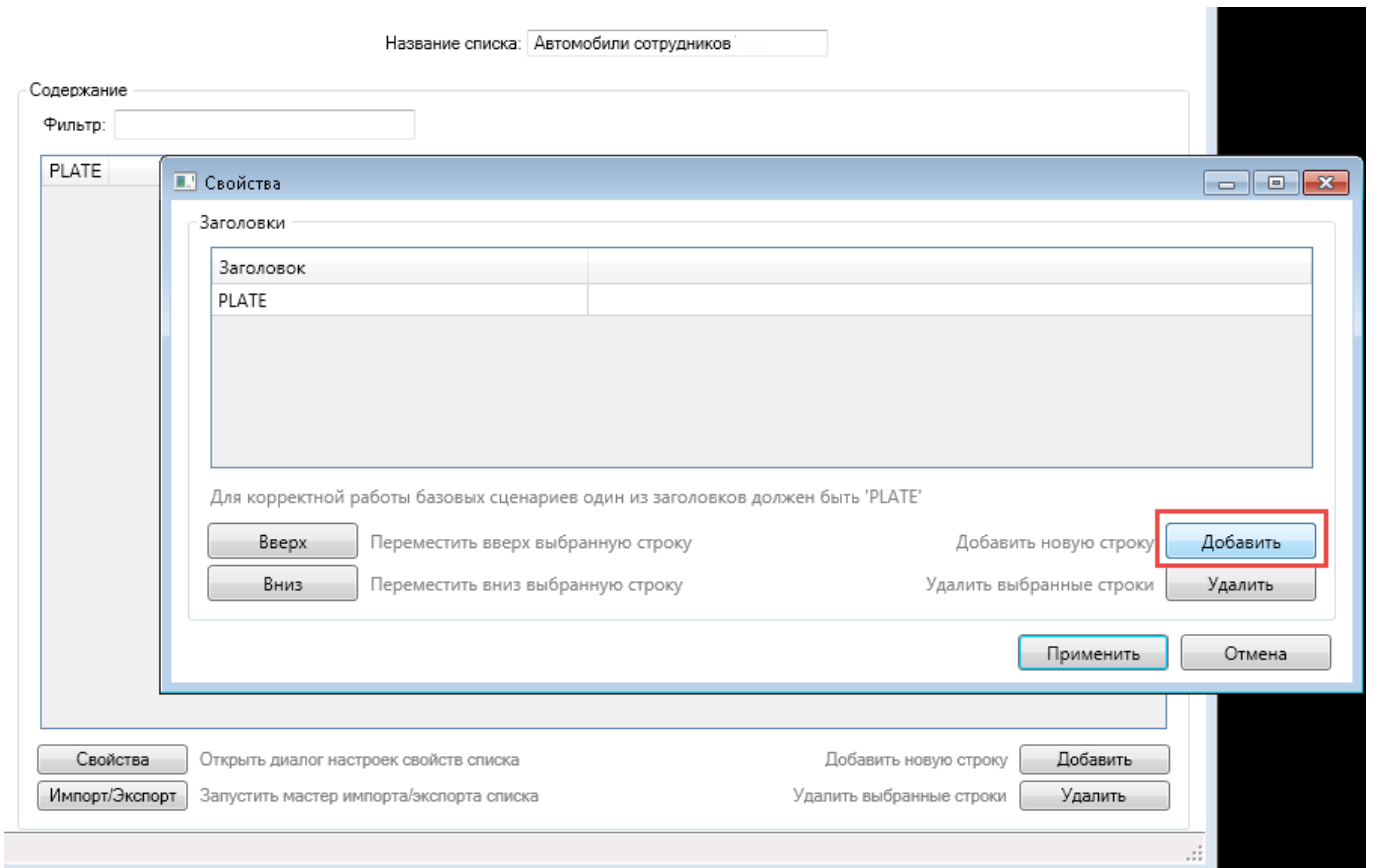 Название списка: Автомобили сотрудников
Содержание
Фильтр:
PLATE
Свойства
Заголовки
Заголовок
PLATE
Для корректной работы базовых сценариев один из заголовков должен быть 'PLATE'
Вверх Переместить вверх выбранную строку Добавить новую строку Добавить
Вниз Переместить вниз выбранную строку Удалить выбранные строки Удалить
Применить Отмена
Свойства Открыть диалог настроек свойств списка Добавить новую строку Добавить
Импорт/Экспорт Запустить мастер импорта/экспорта списка Удалить выбранные строки Удалить